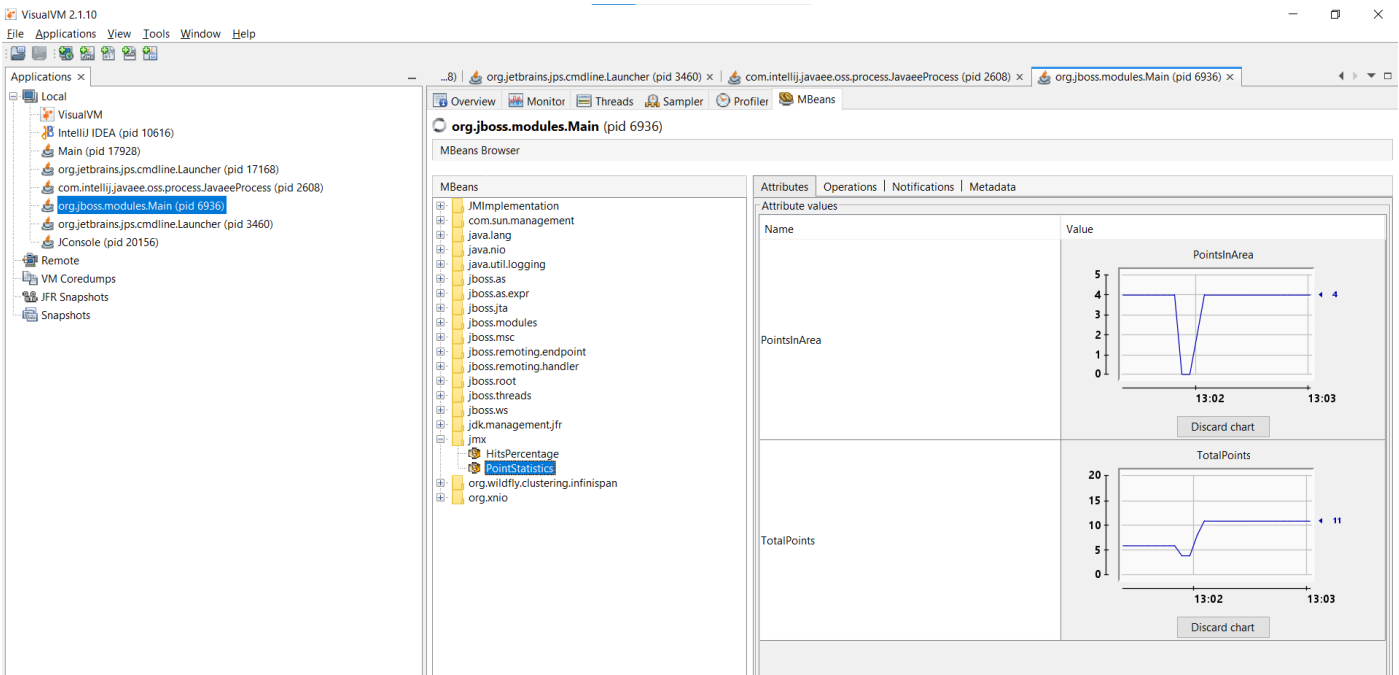 VisualVM 2.1.10
File Applications View Tools Window Help
Applications
Local
VisualVM
IntelliJ IDEA (pid 10616)
Main (pid 17928)
org.jetbrains.jps.cmdline.Launcher (pid 17168)
com.intellij.javaee.oss.process.JavaeeProcess (pid 2608)
org.jboss.modules.Main (pid 6936)
org.jetbrains.jps.cmdline.Launcher (pid 3460)
JConsole (pid 20156)
Remote
VM Coredumps
JFR Snapshots
Snapshots
...8) org.jetbrains.jps.cmdline.Launcher (pid 3460) com.intellij.javaee.oss.process.JavaeeProcess (pid 2608) org.jboss.modules.Main (pid 6936)
Overview Monitor Threads Sampler Profiler MBeans
org.jboss.modules.Main (pid 6936)
MBeans Browser
MBeans
JMImplementation
com.sun.management
java.lang
java.nio
java.util.logging
jboss.as
jboss.as.expr
jboss.jta
jboss.modules
jboss.msc
jboss.remoting.endpoint
jboss.remoting.handler
jboss.root
jboss.threads
jboss.ws
jdk.management.jfr
jmx
HitsPercentage
PointStatistics
org.wildfly.clustering.infinispan
org.xnio
Attributes Operations Notifications Metadata
Attribute values
Name Value
PointsInArea
PointsInArea
5
4
3
2
1
0
4
13:02 13:03
Discard chart
TotalPoints
TotalPoints
20
15
10
5
0
11
13:02 13:03
Discard chart